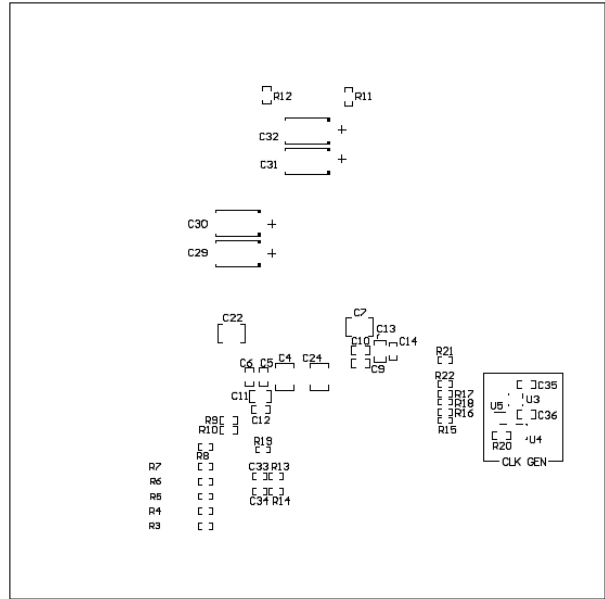 R12 R11
C32
C31
C30
C29
C22 C7
C13
C10 C14
C6 C5 C4 C24 C9 R21
R22
C11 R17
R18
R16
R15
C12
R9
R10
C35
U3
U5
C36
U4
R20
CLK GEN
R19
R8
R7
C33 R13
R6
R5
C34 R14
R4
R3